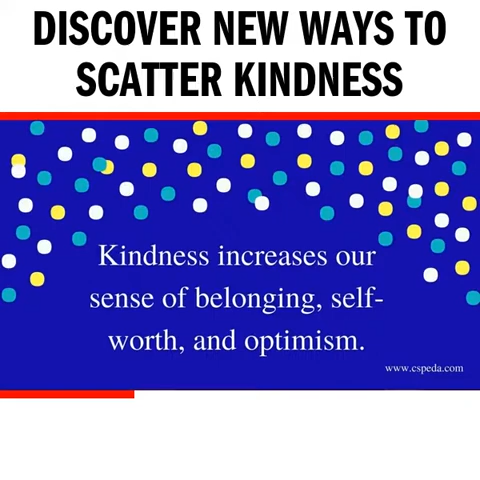 DISCOVER NEW WAYS TO
SCATTER KINDNESS
Kindness increases our
sense of belonging, self-
worth, and optimism.
www.cspeda.com